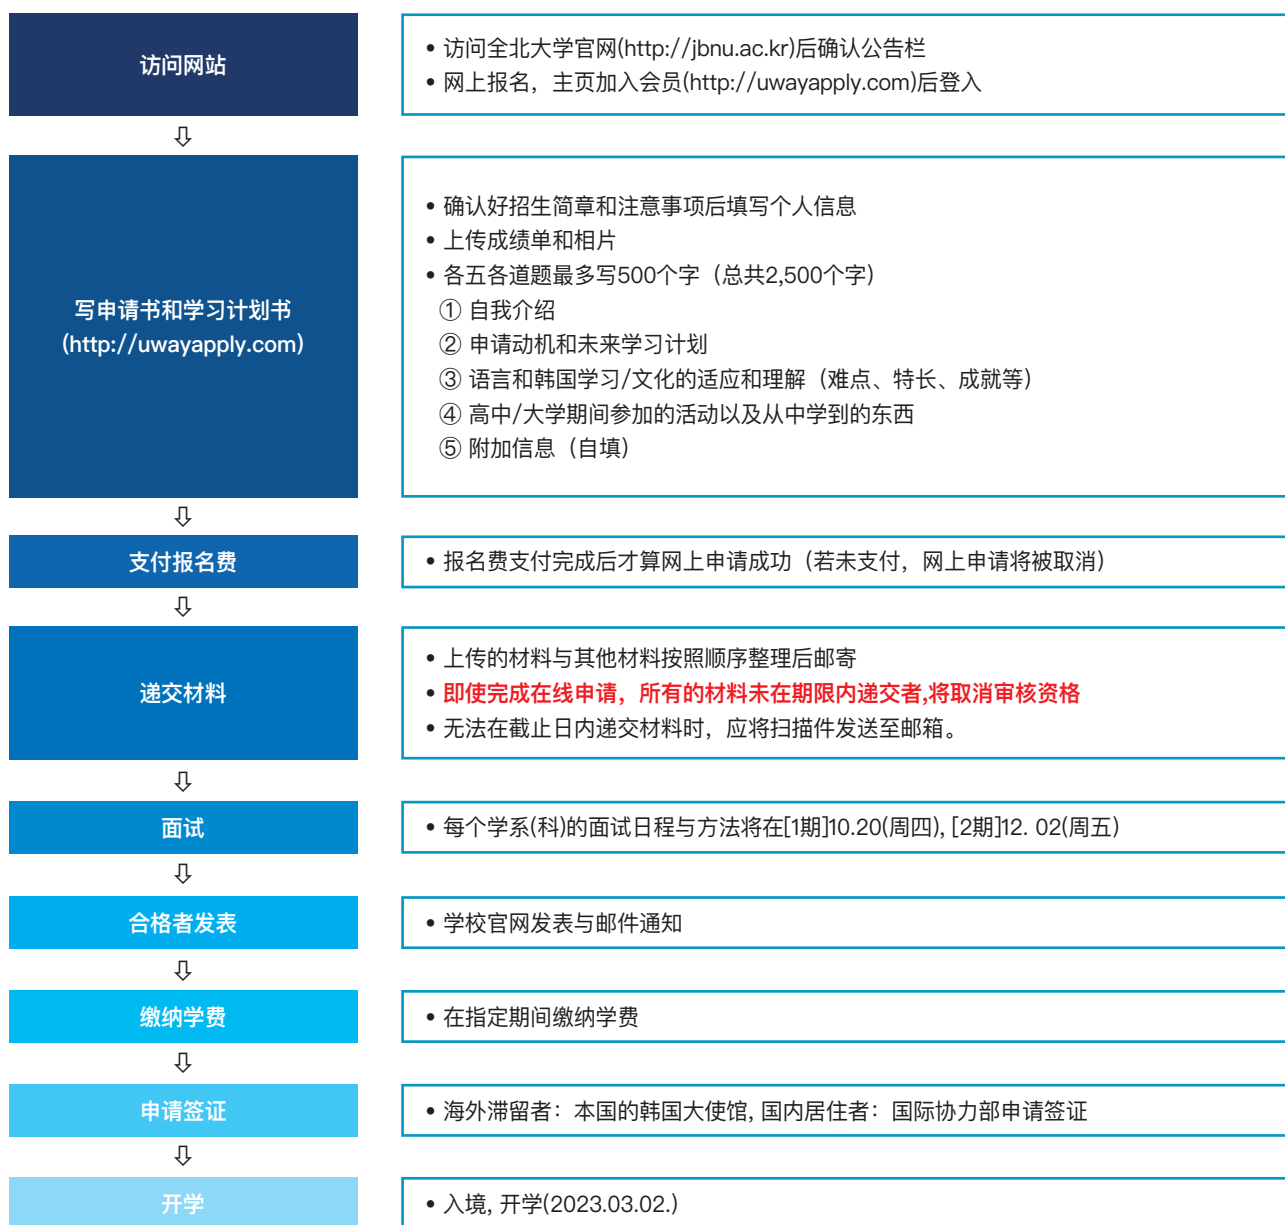 访问网站
• 访问全北大学官网(http://jbnu.ac.kr)后确认公告栏
• 网上报名，主页加入会员(http://uwayapply.com)后登入
⇩
写申请书和学习计划书
(http://uwayapply.com)
• 确认好招生简章和注意事项后填写个人信息
• 上传成绩单和相片
• 各五各道题最多写500个字（总共2,500个字）
① 自我介绍
② 申请动机和未来学习计划
③ 语言和韩国学习/文化的适应和理解（难点、特长、成就等）
④ 高中/大学期间参加的活动以及从中学到的东西
⑤ 附加信息（自填）
⇩
支付报名费
• 报名费支付完成后才算网上申请成功（若未支付，网上申请将被取消）
⇩
递交材料
• 上传的材料与其他材料按照顺序整理后邮寄
• 即使完成在线申请，所有的材料未在期限内递交者,将取消审核资格
• 无法在截止日内递交材料时，应将扫描件发送至邮箱。
⇩
面试
• 每个学系(科)的面试日程与方法将在[1期]10.20(周四), [2期]12. 02(周五)
⇩
合格者发表
• 学校官网发表与邮件通知
⇩
缴纳学费
• 在指定期间缴纳学费
⇩
申请签证
• 海外滞留者：本国的韩国大使馆, 国内居住者：国际协力部申请签证
⇩
开学
• 入境, 开学(2023.03.02.)